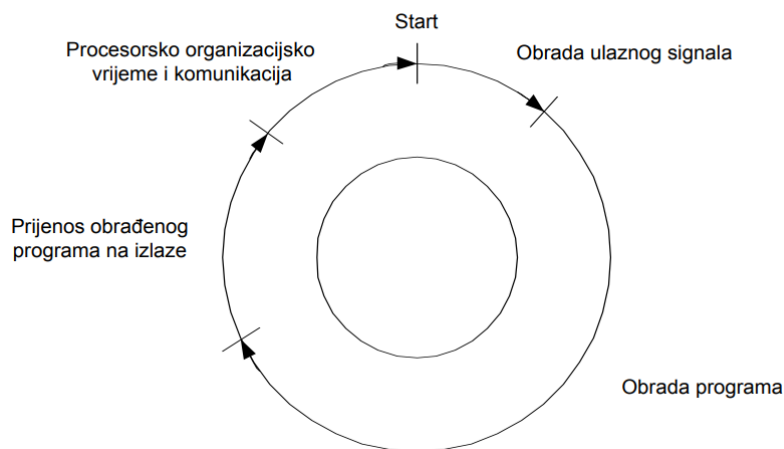 Start
Procesorsko organizacijsko
vrijeme i komunikacija
Obrada ulaznog signala
Prijenos obrađenog
programa na izlaze
Obrada programa